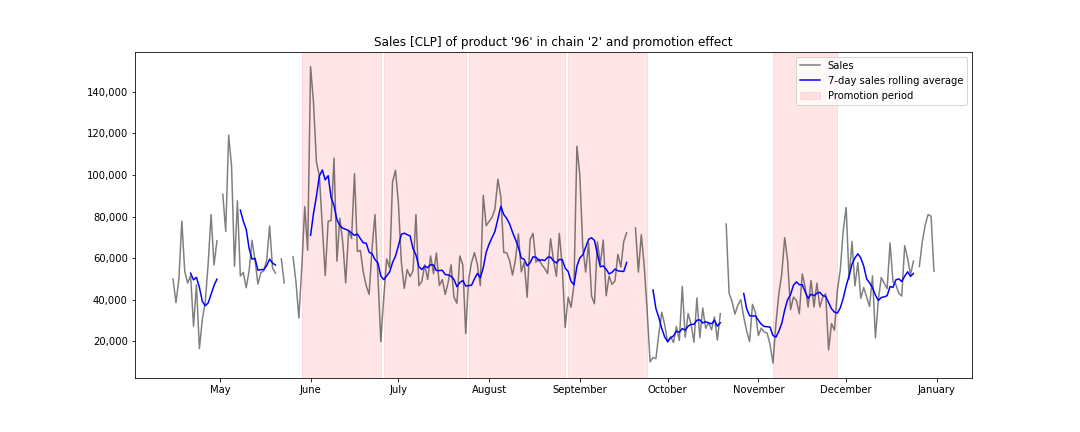 Sales [CLP] of product '96' in chain '2' and promotion effect
Sales
7-day sales rolling average
Promotion period
140,000
120,000
100,000
80,000
60,000
40,000
20,000
May June July August September October November December January